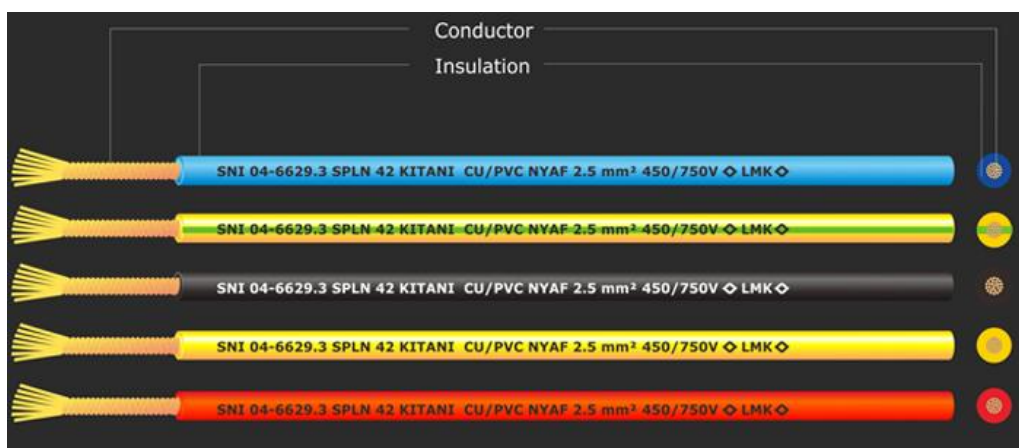 Conductor
Insulation
SNI 04-6629.3 SPLN 42 KITANI CU/PVC NYAF 2.5 mm² 450/750V ◇ LMK ◇
SNI 04-6629.3 SPLN 42 KITANI CU/PVC NYAF 2.5 mm² 450/750V ◇ LMK ◇
SNI 04-6629.3 SPLN 42 KITANI CU/PVC NYAF 2.5 mm² 450/750V ◇ LMK ◇
SNI 04-6629.3 SPLN 42 KITANI CU/PVC NYAF 2.5 mm² 450/750V ◇ LMK ◇
SNI 04-6629.3 SPLN 42 KITANI CU/PVC NYAF 2.5 mm² 450/750V ◇ LMK ◇